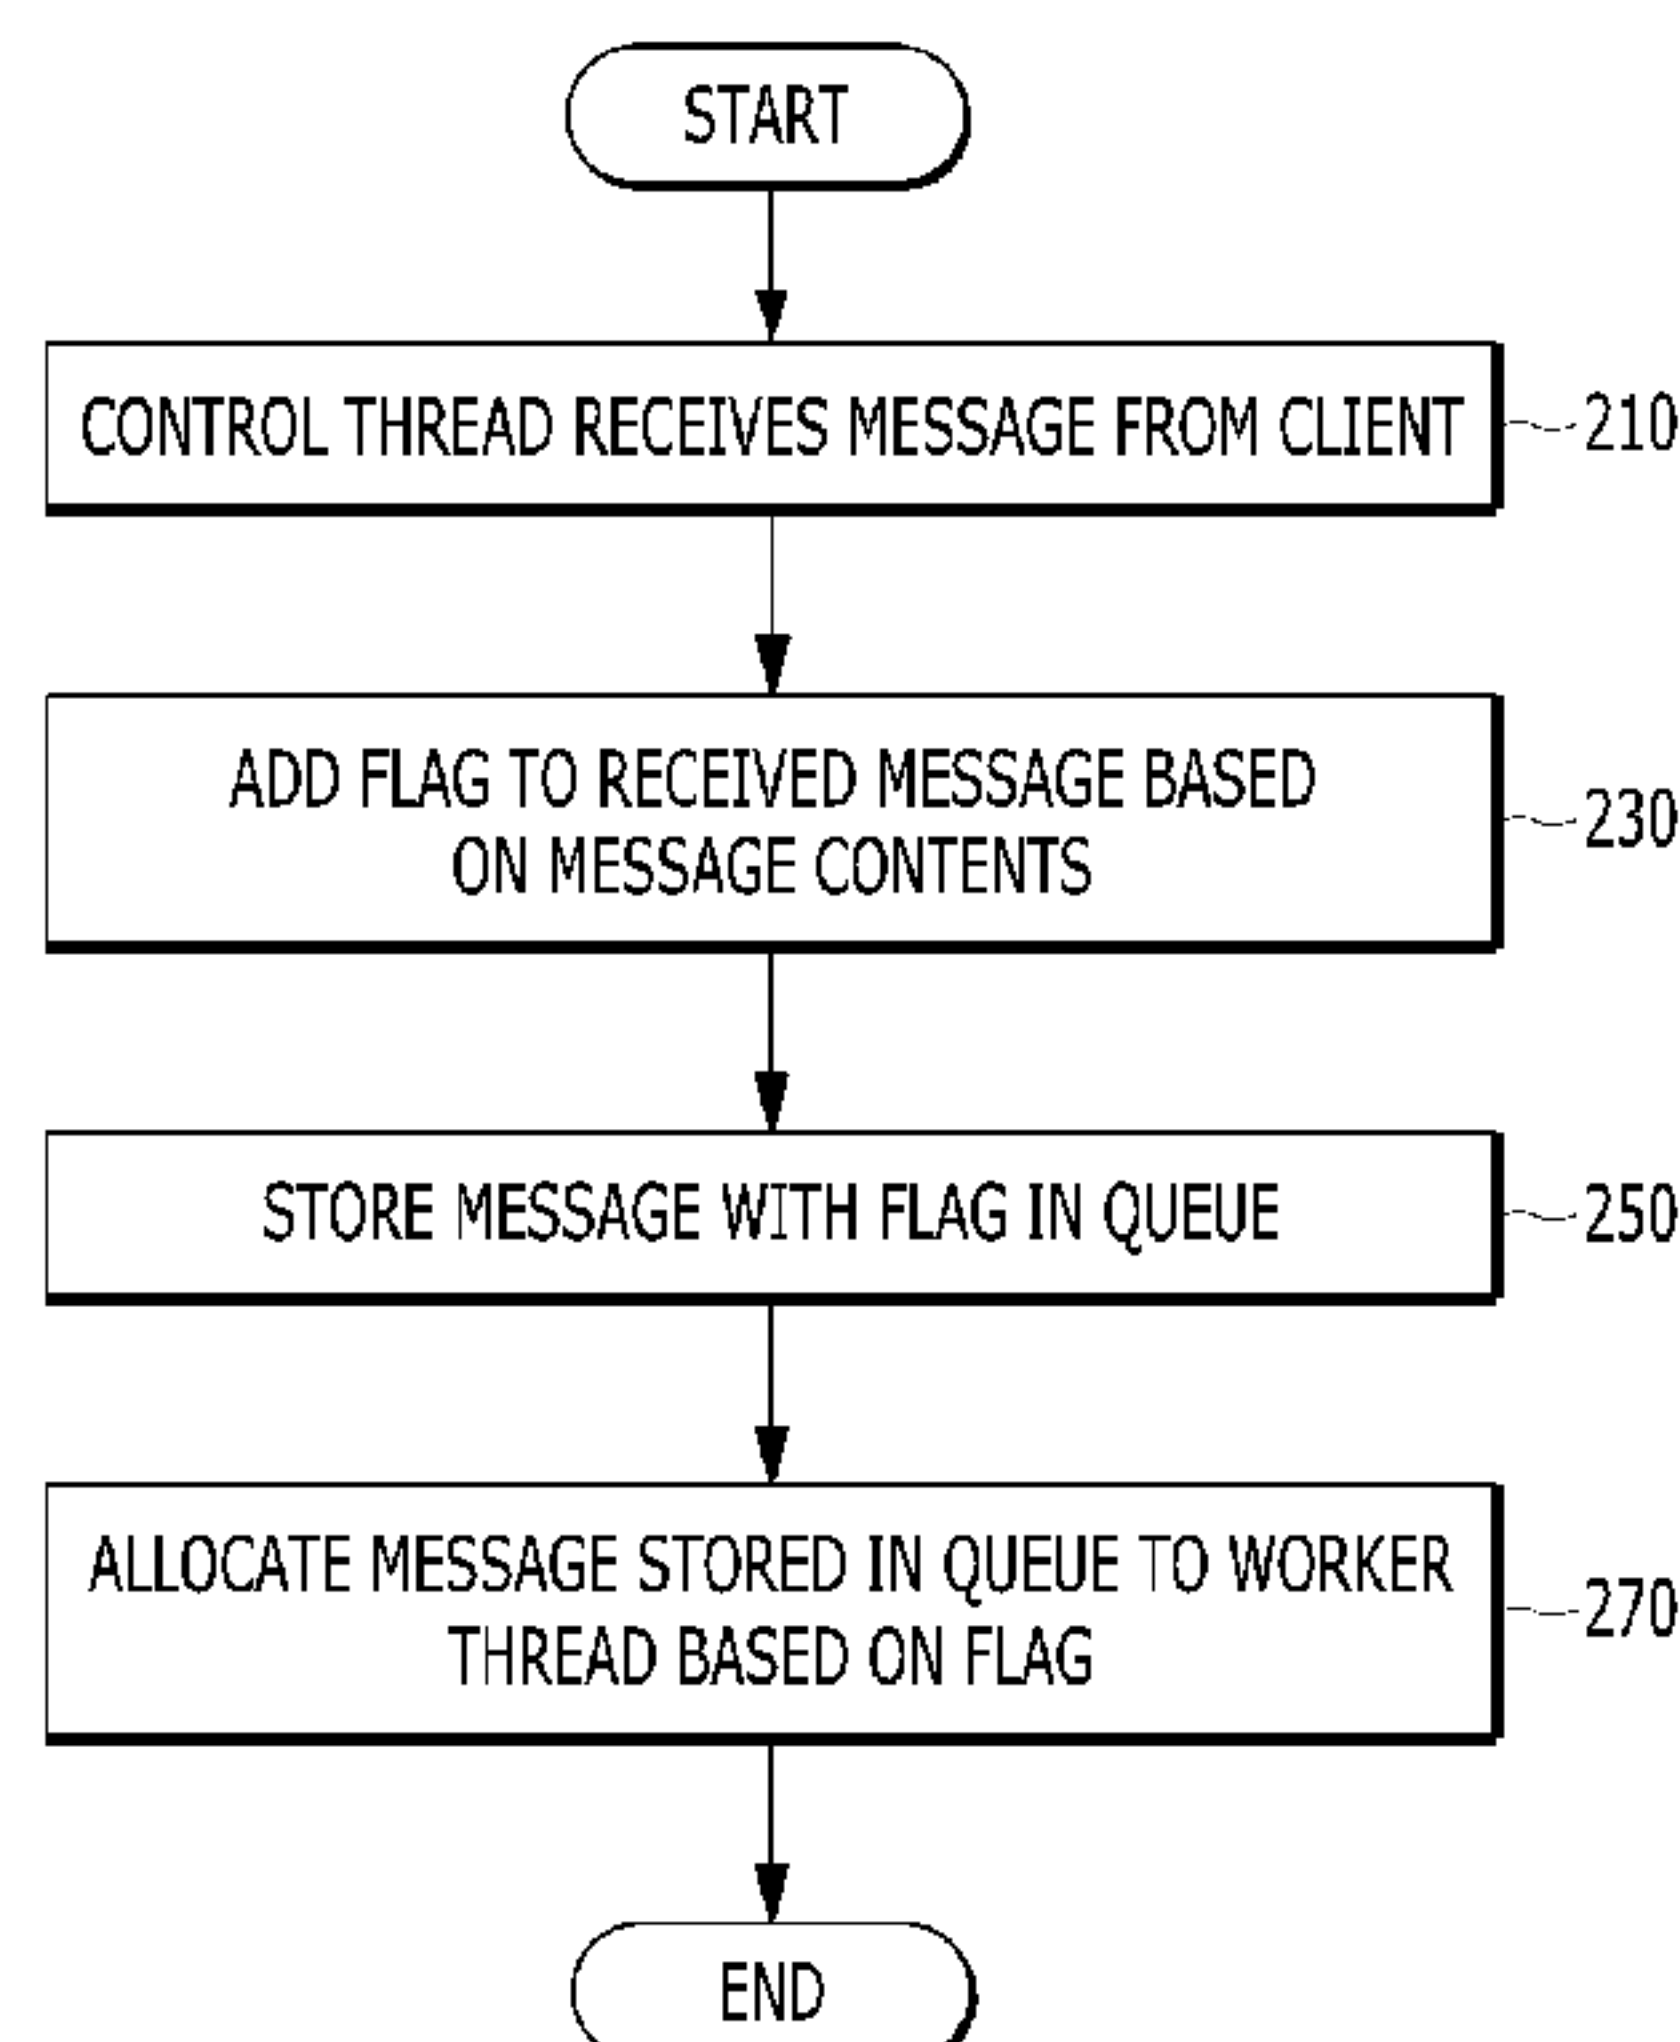 START
CONTROL THREAD RECEIVES MESSAGE FROM CLIENT
210
ADD FLAG TO RECEIVED MESSAGE BASED
ON MESSAGE CONTENTS
230
STORE MESSAGE WITH FLAG IN QUEUE
250
ALLOCATE MESSAGE STORED IN QUEUE TO WORKER
THREAD BASED ON FLAG
270
END